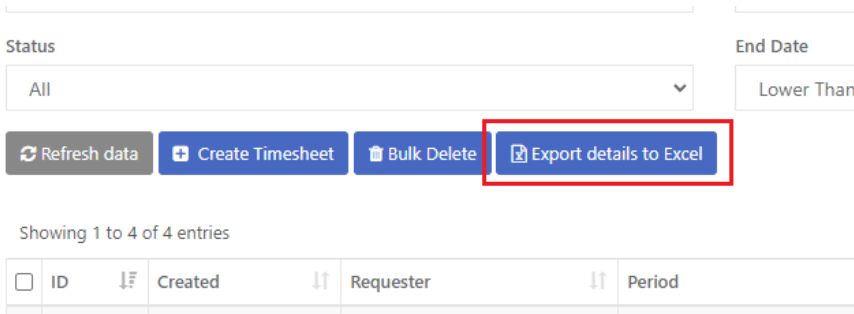 Status End Date
All Lower Than
Refresh data Create Timesheet Bulk Delete Export details to Excel
Showing 1 to 4 of 4 entries
ID Created Requester Period